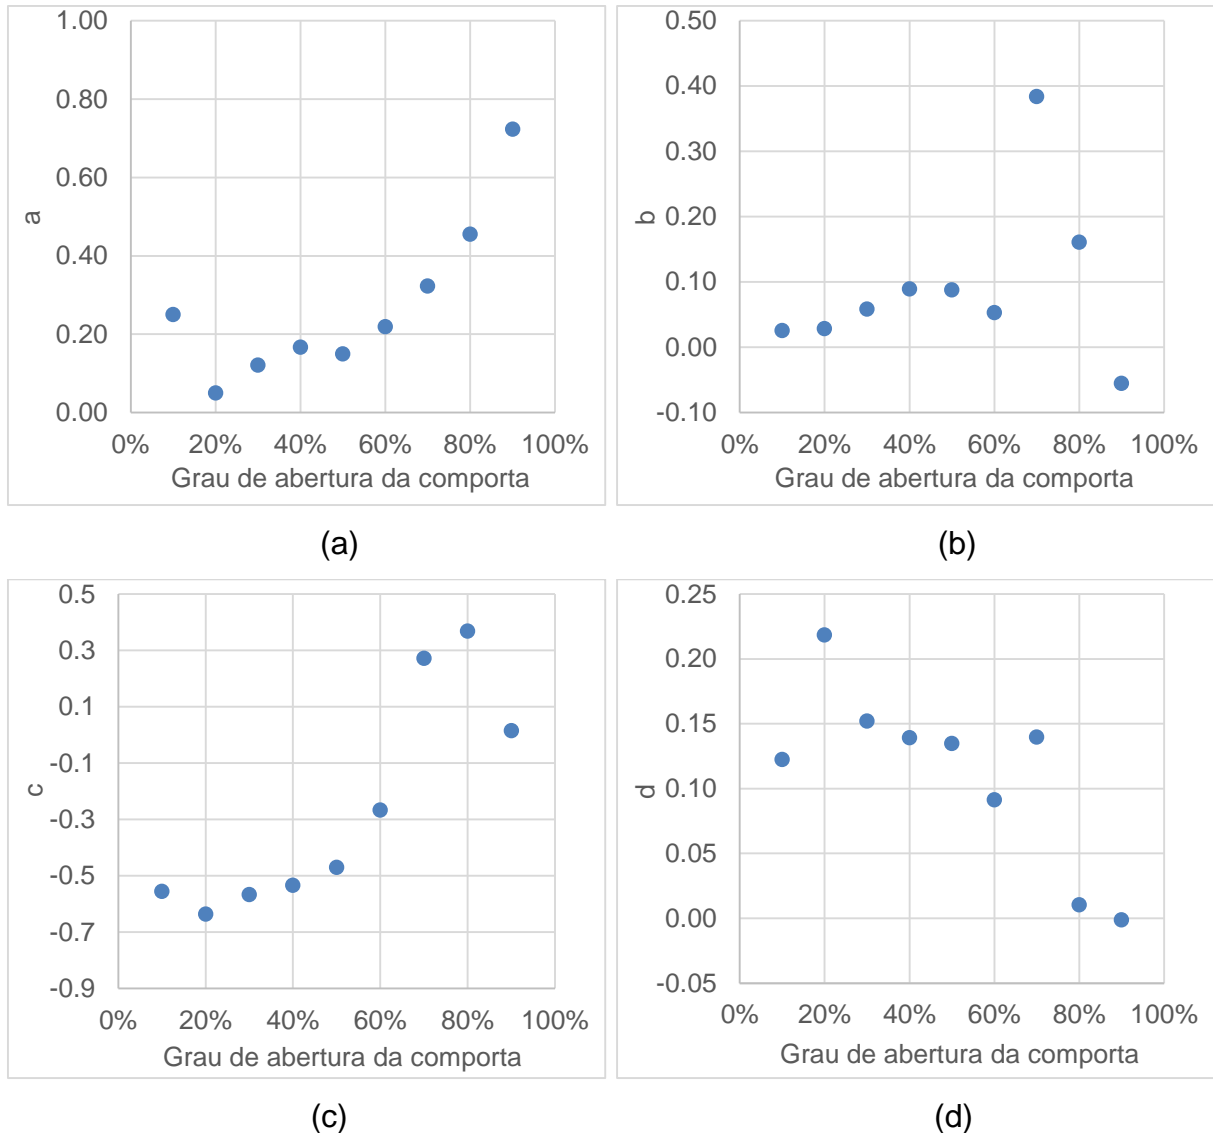 1.00
0.80
0.60
0.40
0.20
0.00
a
0% 20% 40% 60% 80% 100%
Grau de abertura da comporta
(a)
0.50
0.40
0.30
0.20
0.10
0.00
-0.10
b
0% 20% 40% 60% 80% 100%
Grau de abertura da comporta
(b)
0.5
0.3
0.1
-0.1
-0.3
-0.5
-0.7
-0.9
c
0% 20% 40% 60% 80% 100%
Grau de abertura da comporta
(c)
0.25
0.20
0.15
0.10
0.05
0.00
-0.05
d
0% 20% 40% 60% 80% 100%
Grau de abertura da comporta
(d)